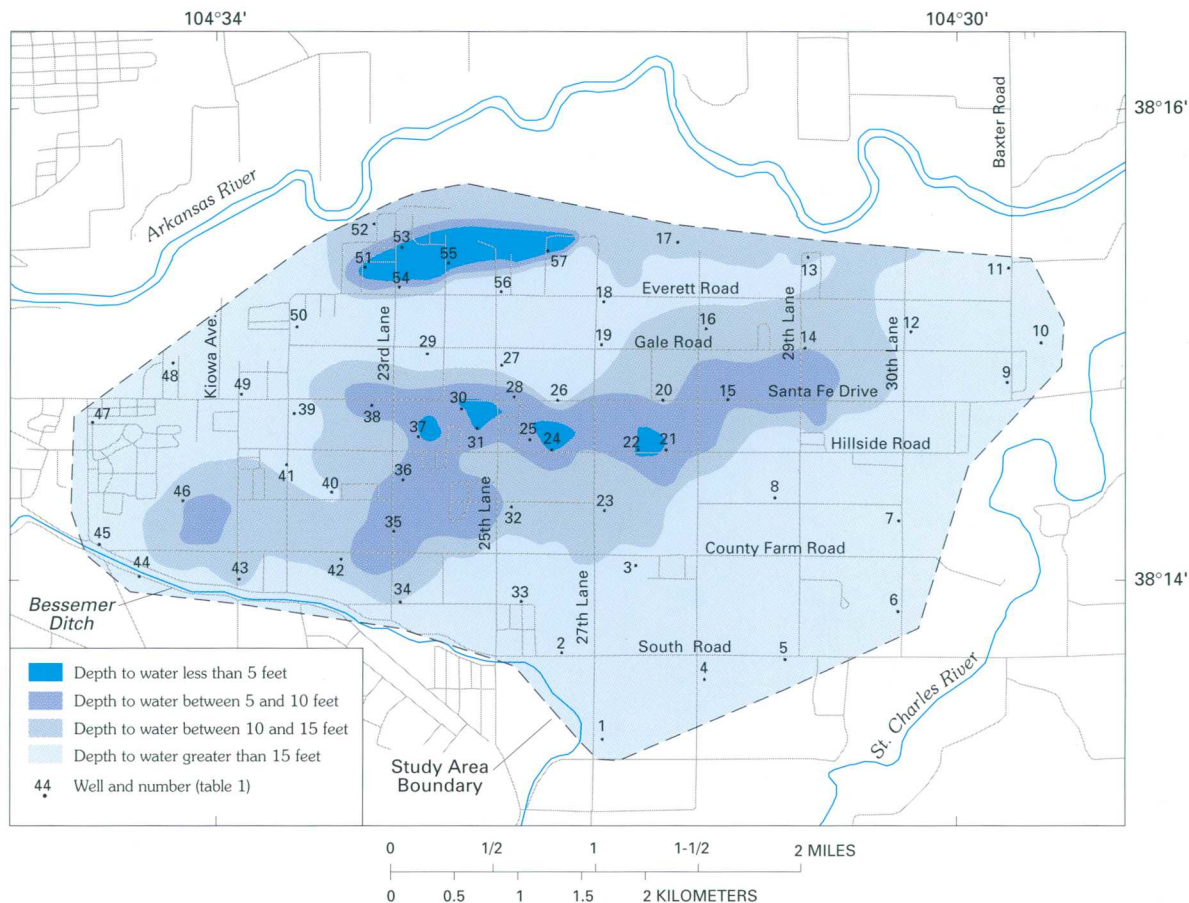 104°34'
104°30'
38°16'
Baxter Road
Arkansas River
52
53
17
51
55
57
13
11
54
56
18
Everett Road
29th Lane
50
16
12
10
Kiowa Ave.
23rd Lane
29
19
Gale Road
14
30th Lane
48
27
9
49
28
26
20
15
Santa Fe Drive
47
39
38
30
37
31
25
24
22
21
Hillside Road
41
36
46
40
25th Lane
32
23
8
7
35
45
44
43
42
3
County Farm Road
38°14'
Bessemer
Ditch
34
33
27th Lane
6
2
South Road
5
4
St. Charles River
1
Depth to water less than 5 feet
Depth to water between 5 and 10 feet
Depth to water between 10 and 15 feet
Depth to water greater than 15 feet
44 Well and number (table 1)
Study Area
Boundary
0 1/2 1 1-1/2 2 MILES
0 0.5 1 1.5 2 KILOMETERS